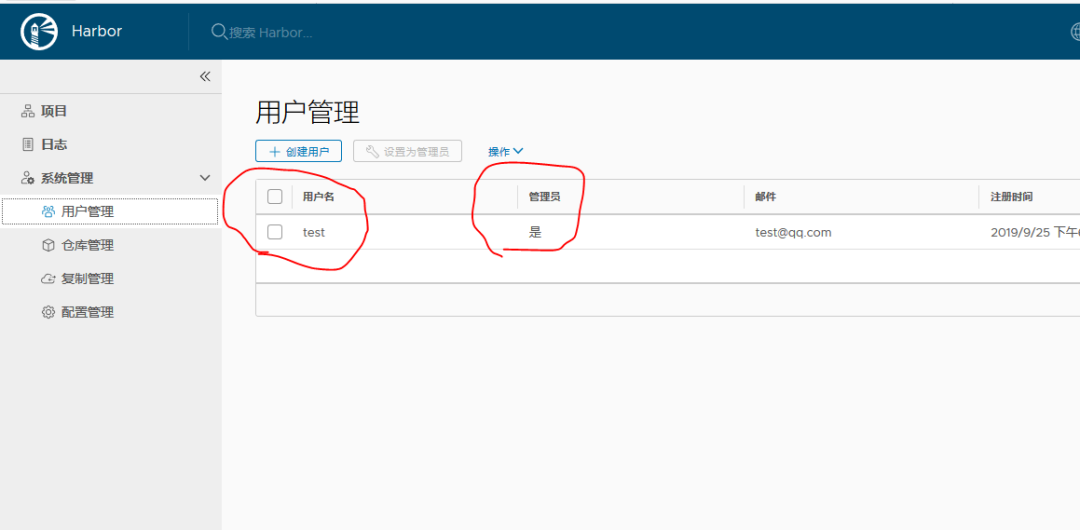 Harbor
搜索 Harbor...
项目
日志
系统管理
用户管理
仓库管理
复制管理
配置管理
用户管理
创建用户 设置为管理员 操作
用户名 管理员 邮件 注册时间
test 是 test@qq.com 2019/9/25 下午